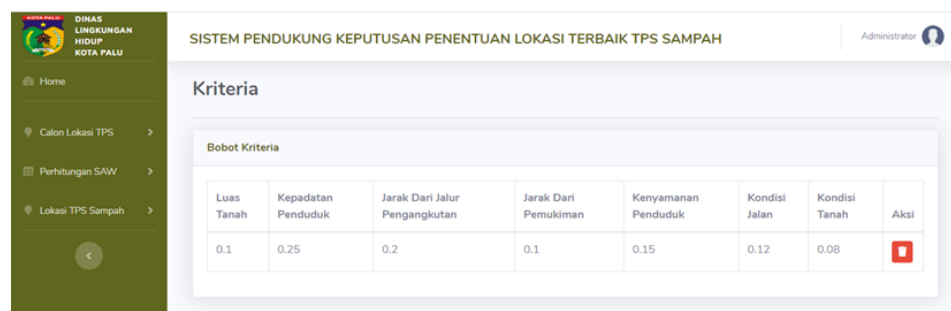 KOTA PALU
DINAS
LINGKUNGAN
HIDUP
KOTA PALU
SISTEM PENDUKUNG KEPUTUSAN PENENTUAN LOKASI TERBAIK TPS SAMPAH
Administrator
Home
Calon Lokasi TPS
Perhitungan SAW
Lokasi TPS Sampah
Kriteria
Bobot Kriteria
Luas Tanah
Kepadatan Penduduk
Jarak Dari Jalur Pengangkutan
Jarak Dari Pemukiman
Kenyamanan Penduduk
Kondisi Jalan
Kondisi Tanah
Aksi
0.1 0.25 0.2 0.1 0.15 0.12 0.08